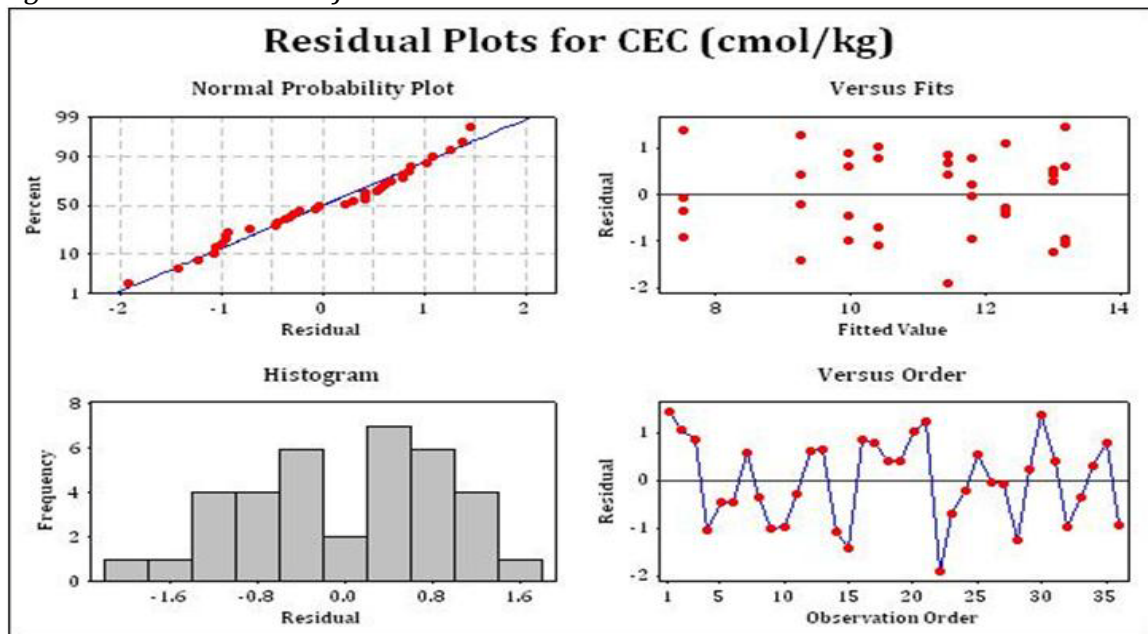 Residual Plots for CEC (cmol/kg)
Normal Probability Plot
99
90
50
10
1
Percent
-2 -1 0 1 2
Residual
Versus Fits
1
0
-1
-2
Residual
8 10 12 14
Fitted Value
Histogram
8
6
4
2
0
Frequency
-1.6 -0.8 0.0 0.8 1.6
Residual
Versus Order
1
0
-1
-2
Residual
1 5 10 15 20 25 30 35
Observation Order